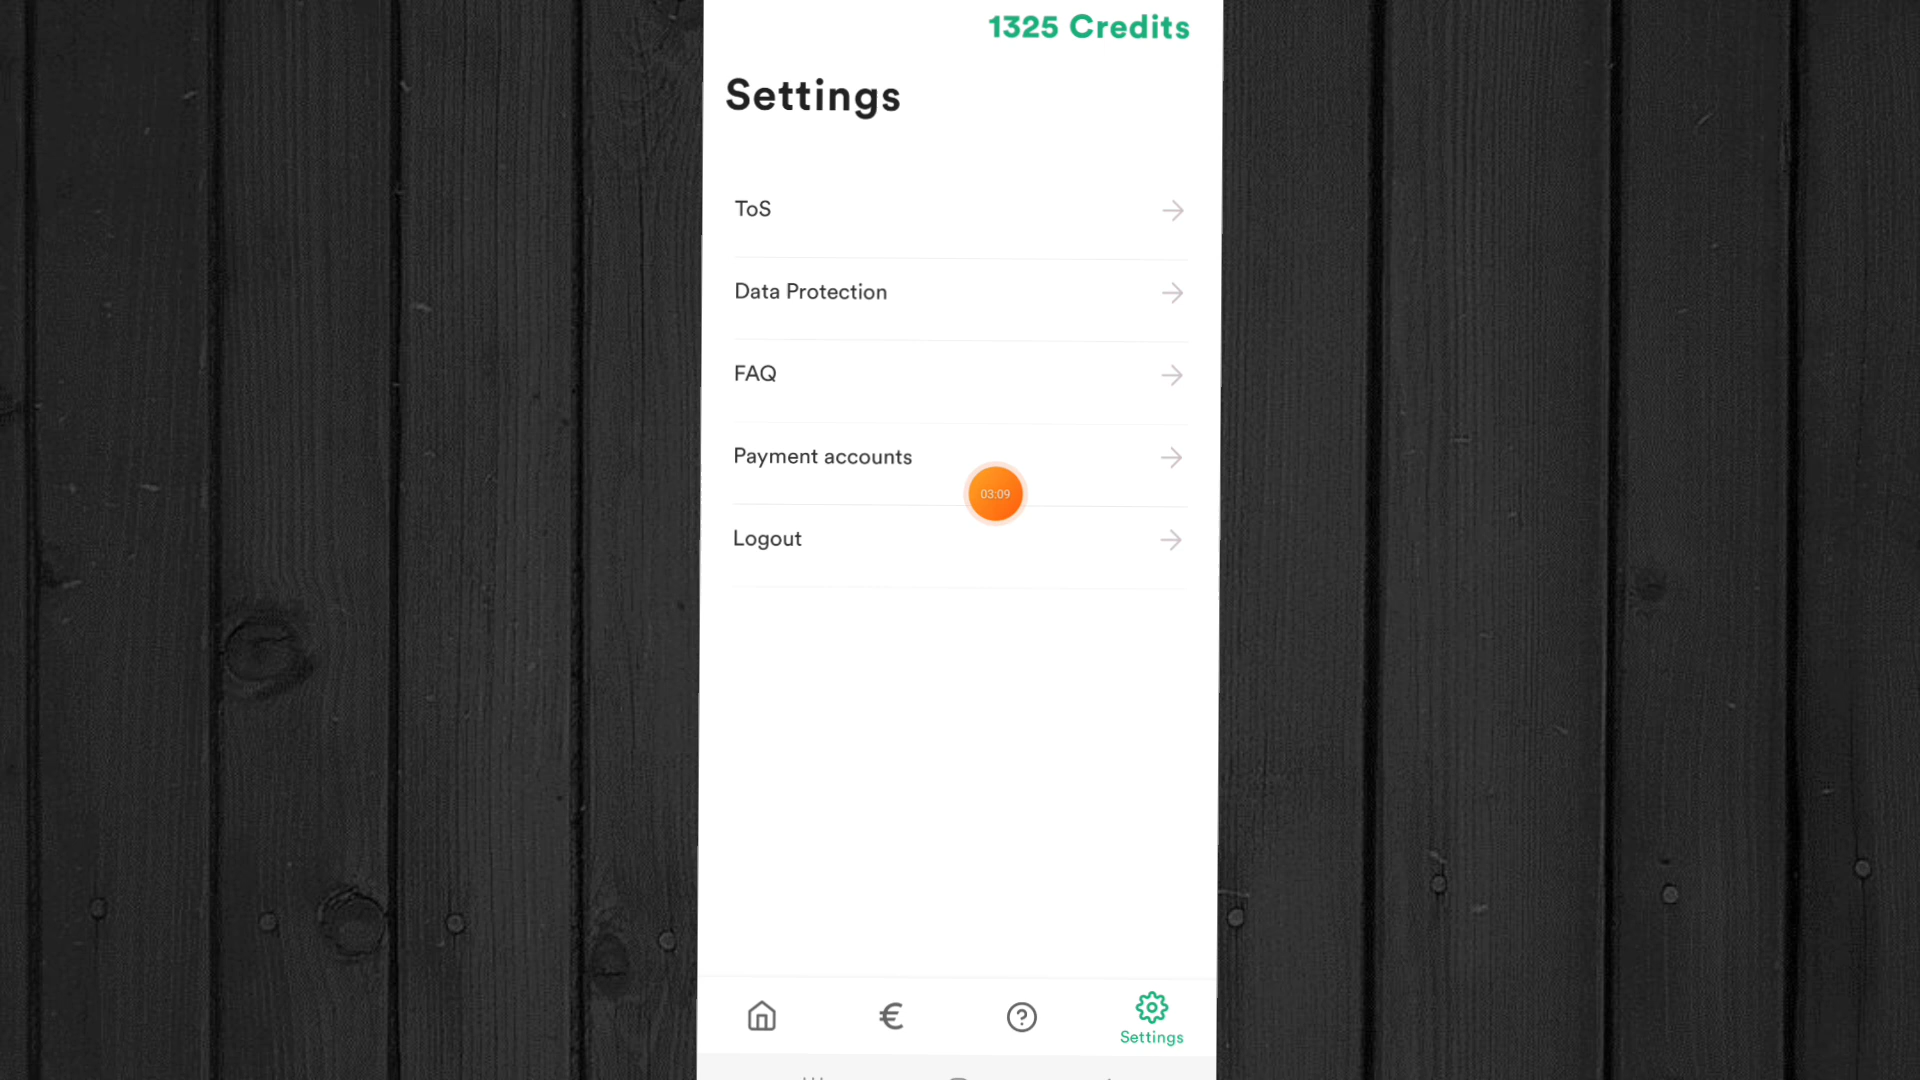 1325 Credits
Settings
ToS
Data Protection
FAQ
Payment accounts
03:09
Logout
€
Settings